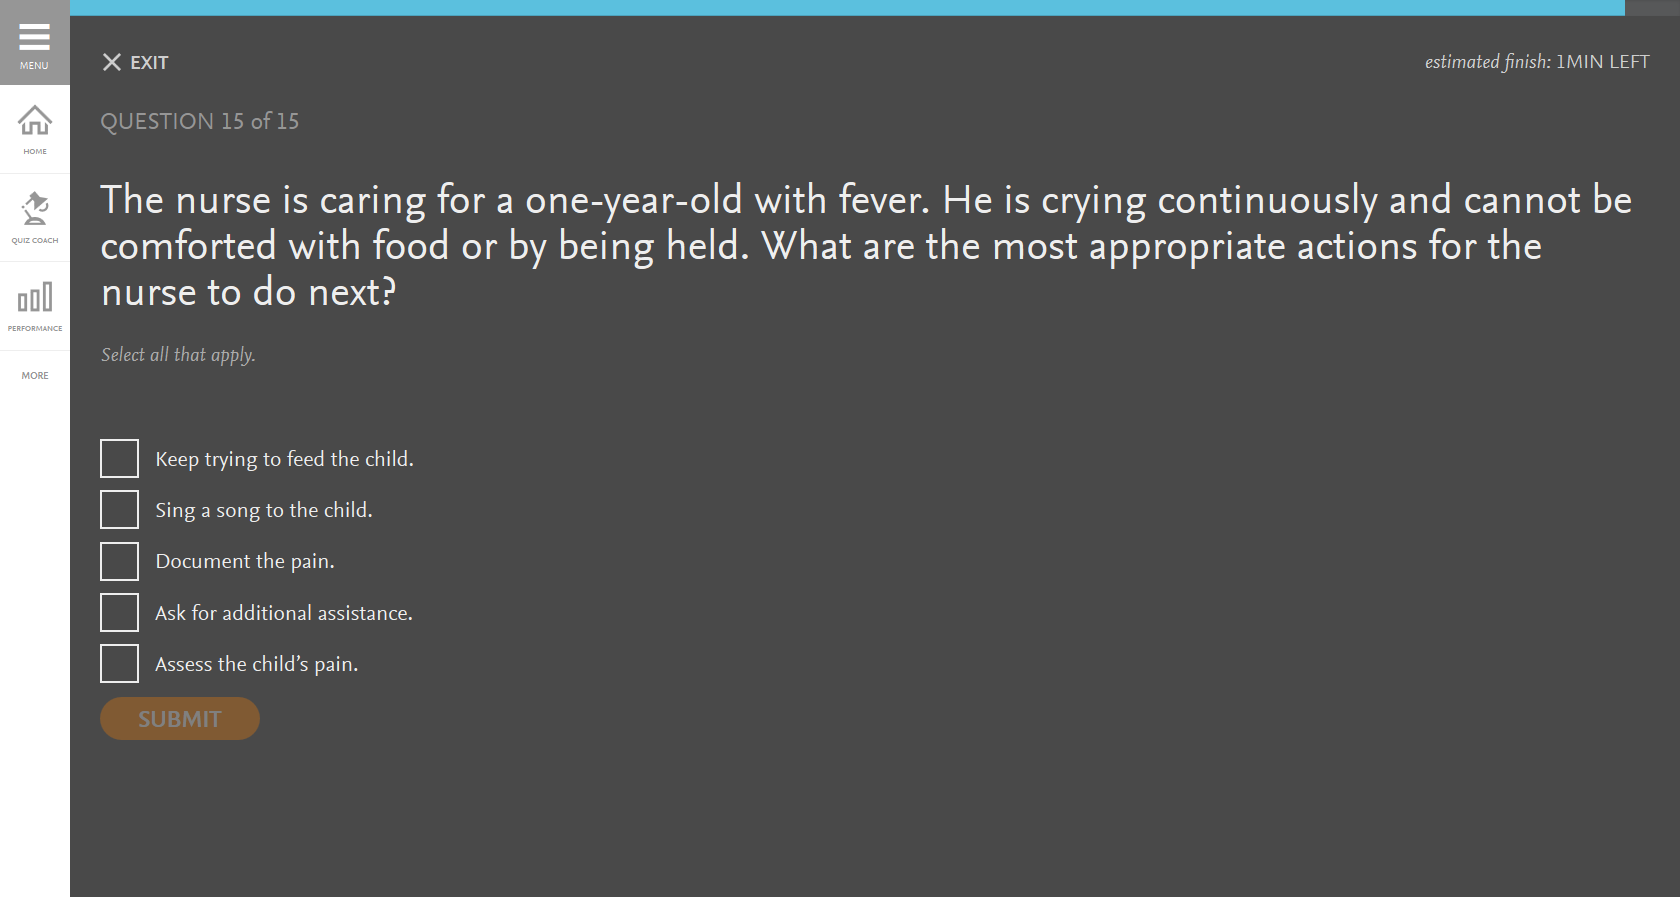 MENU
HOME
QUIZ COACH
PERFORMANCE
MORE
EXIT
estimated finish: 1MIN LEFT
QUESTION 15 of 15
The nurse is caring for a one-year-old with fever. He is crying continuously and cannot be
comforted with food or by being held. What are the most appropriate actions for the
nurse to do next?
Select all that apply.
Keep trying to feed the child.
Sing a song to the child.
Document the pain.
Ask for additional assistance.
Assess the child’s pain.
SUBMIT